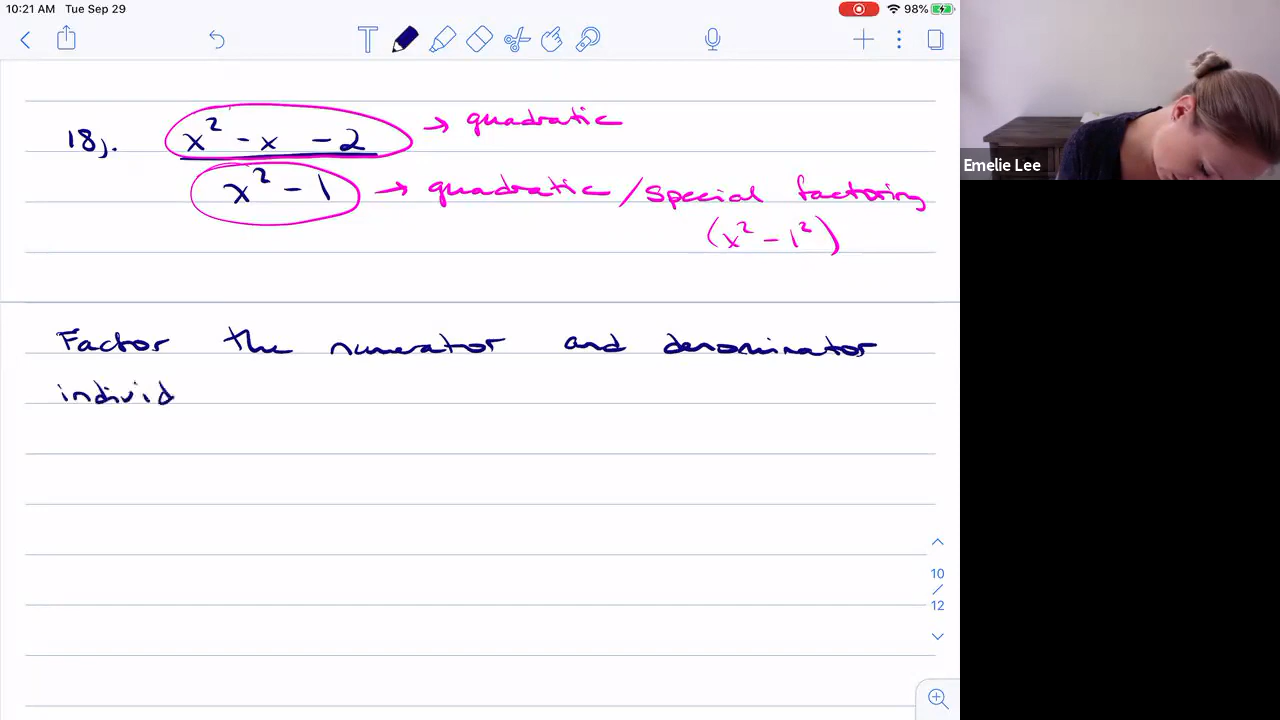 10:21 AM Tue Sep 29
98%
T
18). x² - x - 2 → quadratic
x² - 1 → quadratic / special factoring
(x² - 1²)
Emelie Lee
Factor the numerator and denominator
individ
10
/
12